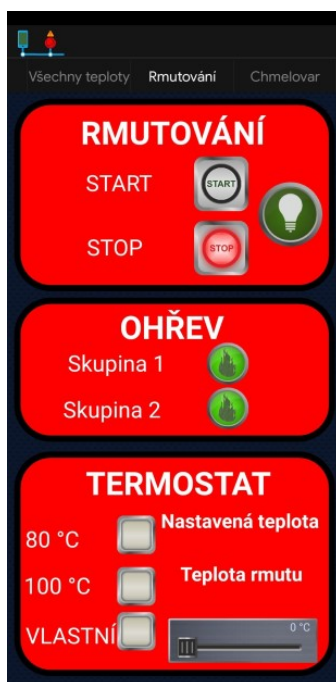 Všechny teploty Rmutování Chmelovar
RMUTOVÁNÍ
START START
STOP STOP
OHŘEV
Skupina 1
Skupina 2
TERMOSTAT
Nastavená teplota
80 °C
Teplota rmutu
100 °C
0 °C
VLASTNÍ